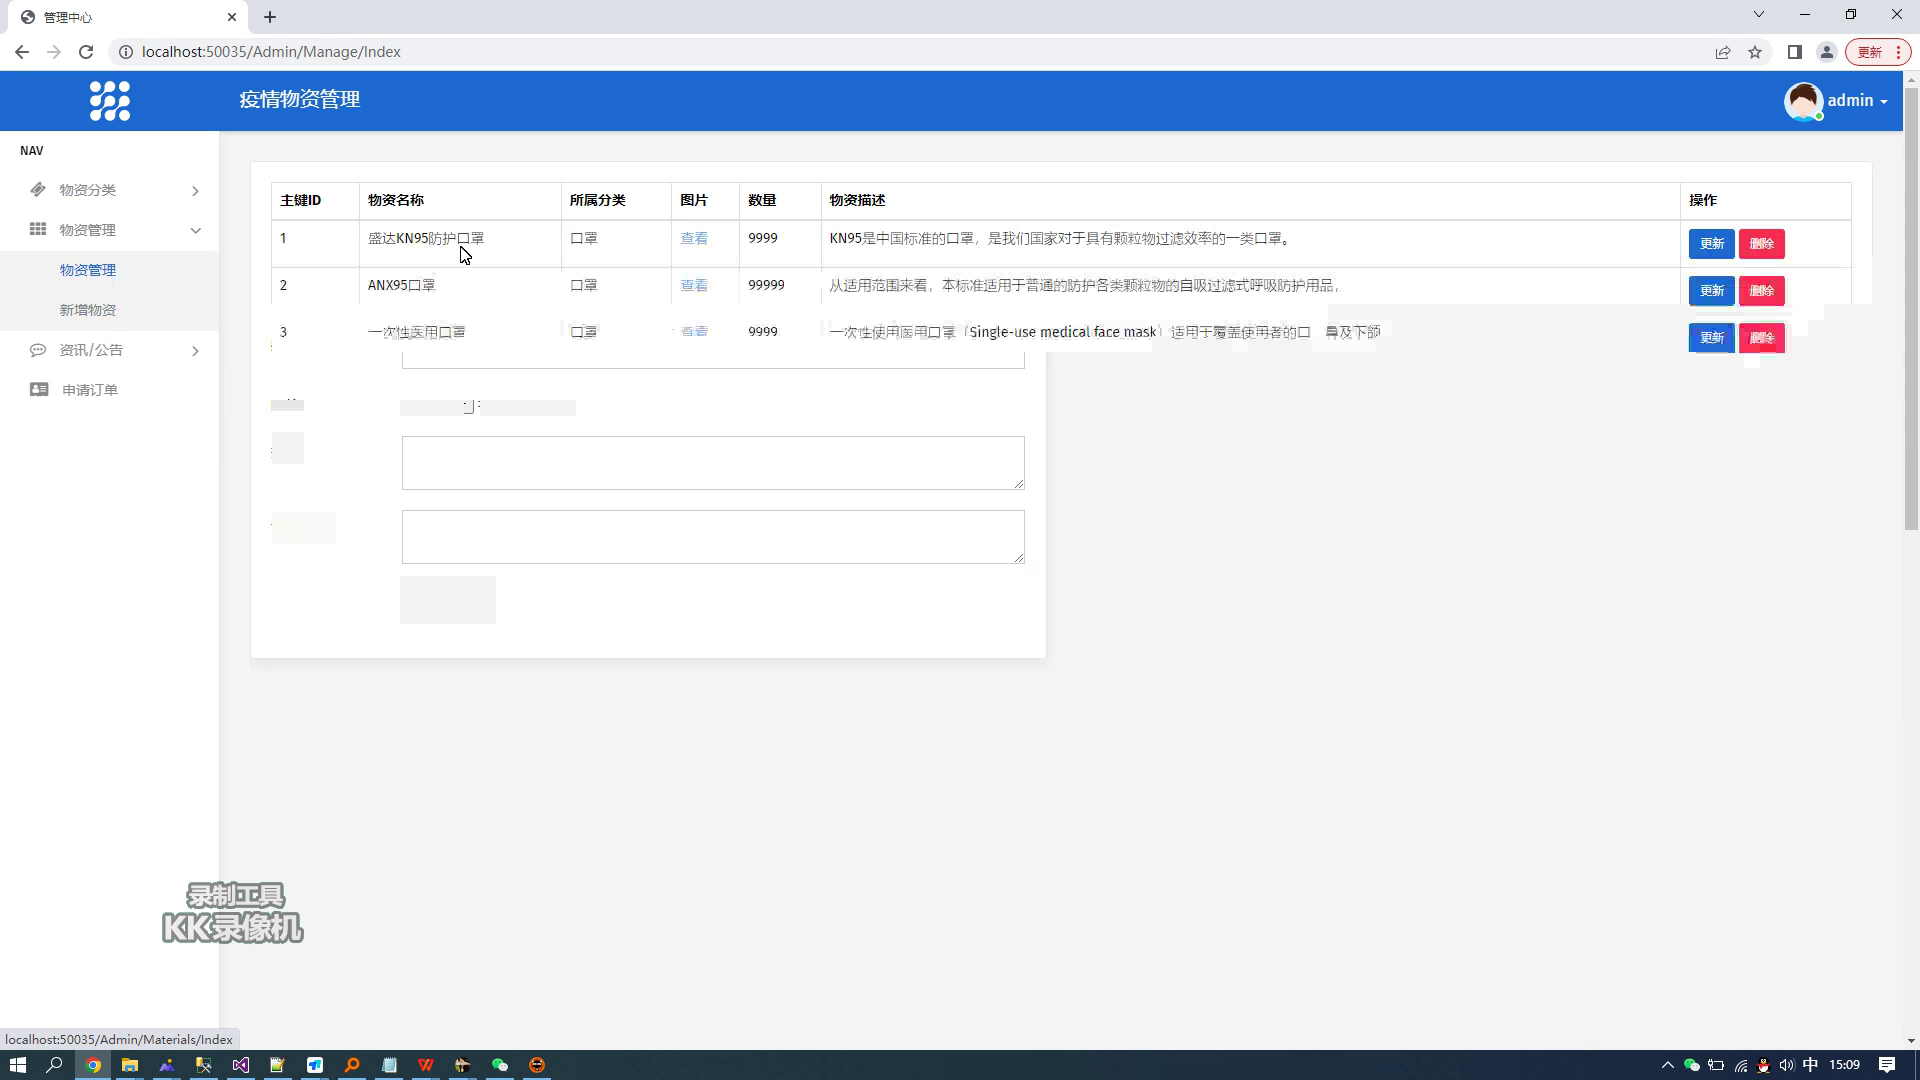 管理中心
localhost:50035/Admin/Manage/Index
更新
疫情物资管理
admin
NAV
物资分类
物资管理
物资管理
新增物资
资讯/公告
申请订单
主键ID 物资名称 所属分类 图片 数量 物资描述 操作
1 盛达KN95防护口罩 口罩 查看 9999 KN95是中国标准的口罩，是我们国家对于具有颗粒物过滤效率的一类口罩。 更新 删除
2 ANX95口罩 口罩 查看 99999 从适用范围来看，本标准适用于普通的防护各类颗粒物的自吸过滤式呼吸防护用品， 更新 删除
3 一次性医用口罩 口罩 查看 9999 一次性使用医用口罩（Single-use medical face mask）适用于覆盖使用者的口 鼻及下颌 更新 删除
录制工具
KK录像机
localhost:50035/Admin/Materials/Index
中 15:09